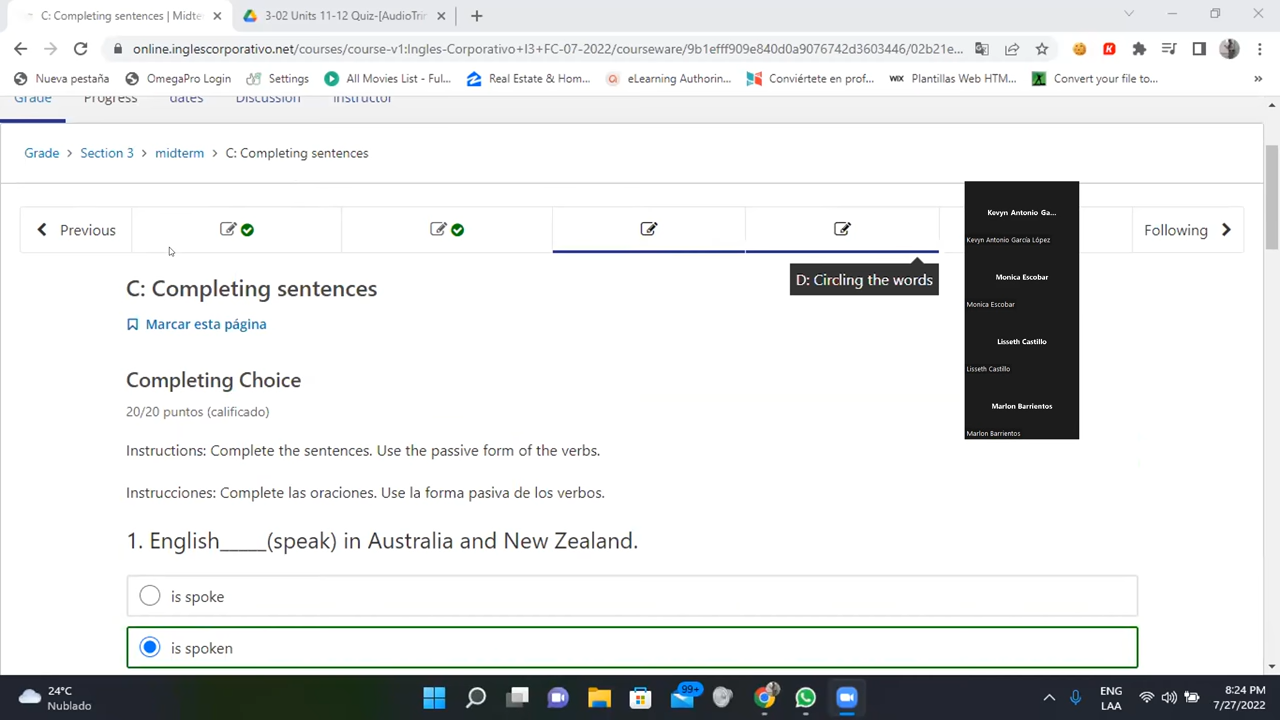 C: Completing sentences | Midte
3-02 Units 11-12 Quiz-[AudioTri
online.inglescorporativo.net/courses/course-v1:Ingles-Corporativo+I3+FC-07-2022/courseware/9b1efff909e840d0a9076742d3603446/02b21e...
Nueva pestaña
OmegaPro Login
Settings
All Movies List - Ful...
Real Estate & Hom...
eLearning Authorin...
Conviértete en prof...
WIX Plantillas Web HTM...
Convert your file to...
»
Grade Progress dates Discussion Instructor
Grade > Section 3 > midterm > C: Completing sentences
Previous
Following
D: Circling the words
Kevyn Antonio Ga...
Kevyn Antonio García López
Monica Escobar
Monica Escobar
Lisseth Castillo
Lisseth Castillo
Marlon Barrientos
Marlon Barrientos
C: Completing sentences
Marcar esta página
Completing Choice
20/20 puntos (calificado)
Instructions: Complete the sentences. Use the passive form of the verbs.
Instrucciones: Complete las oraciones. Use la forma pasiva de los verbos.
1. English_____(speak) in Australia and New Zealand.
is spoke
is spoken
24°C
Nublado
99+
ENG
LAA
8:24 PM
7/27/2022